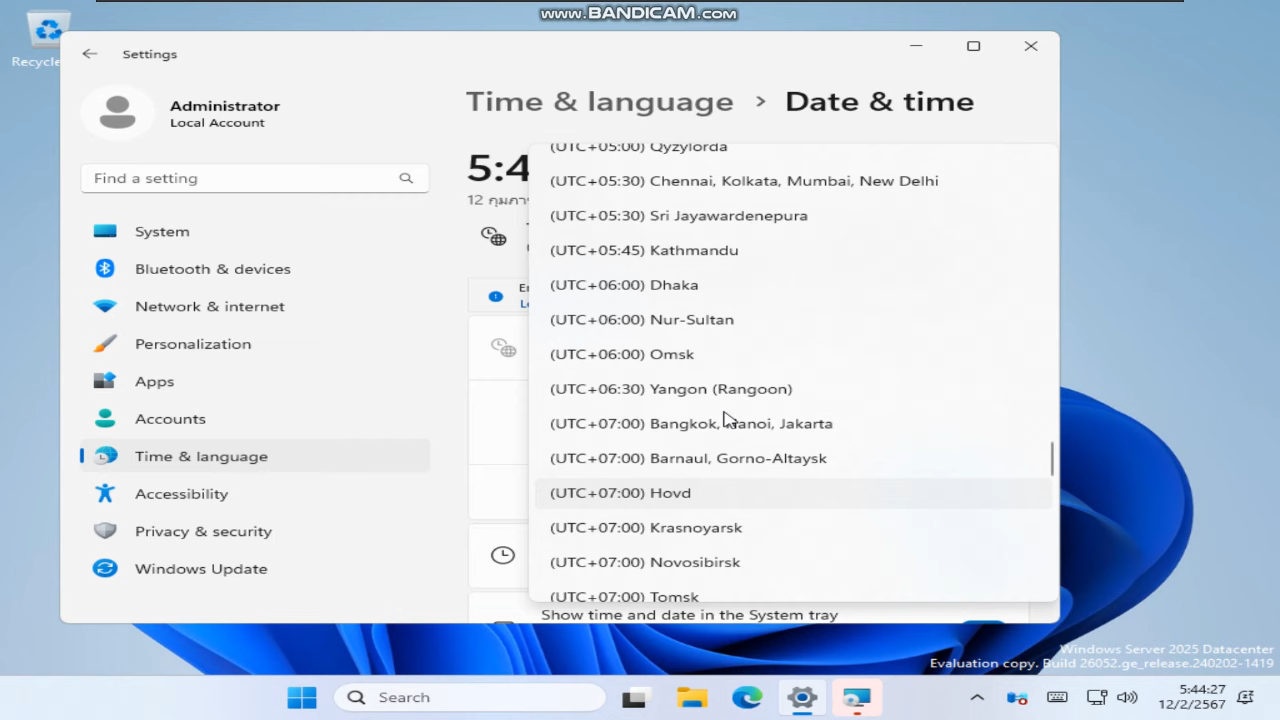 www.BANDICAM.com
Settings
Administrator
Local Account
Find a setting
System
Bluetooth & devices
Network & internet
Personalization
Apps
Accounts
Time & language
Accessibility
Privacy & security
Windows Update
Time & language > Date & time
5:4
12
(UTC+05:00) Qyzylorda
(UTC+05:30) Chennai, Kolkata, Mumbai, New Delhi
(UTC+05:30) Sri Jayawardenepura
(UTC+05:45) Kathmandu
(UTC+06:00) Dhaka
(UTC+06:00) Nur-Sultan
(UTC+06:00) Omsk
(UTC+06:30) Yangon (Rangoon)
(UTC+07:00) Bangkok, Hanoi, Jakarta
(UTC+07:00) Barnaul, Gorno-Altaysk
(UTC+07:00) Hovd
(UTC+07:00) Krasnoyarsk
(UTC+07:00) Novosibirsk
(UTC+07:00) Tomsk
Show time and date in the System tray
Windows Server 2025 Datacenter
Evaluation copy. Build 26052.ge_release.240202-1419
Search
5:44:27
12/2/2567